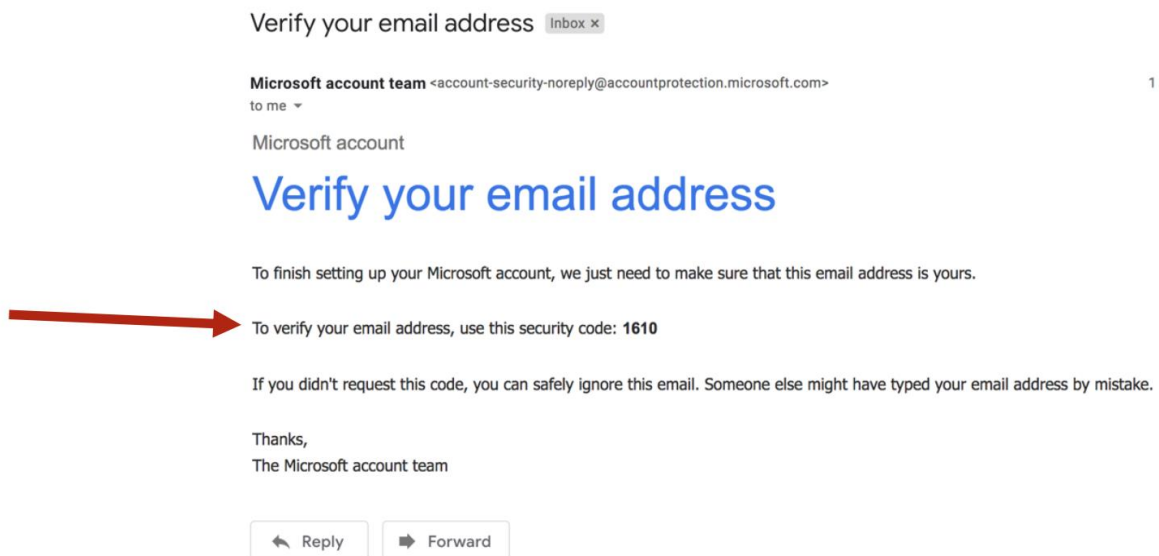 Verify your email address Inbox ×
Microsoft account team <account-security-noreply@accountprotection.microsoft.com> 1
to me
Microsoft account
Verify your email address
To finish setting up your Microsoft account, we just need to make sure that this email address is yours.
To verify your email address, use this security code: 1610
If you didn't request this code, you can safely ignore this email. Someone else might have typed your email address by mistake.
Thanks,
The Microsoft account team
Reply Forward